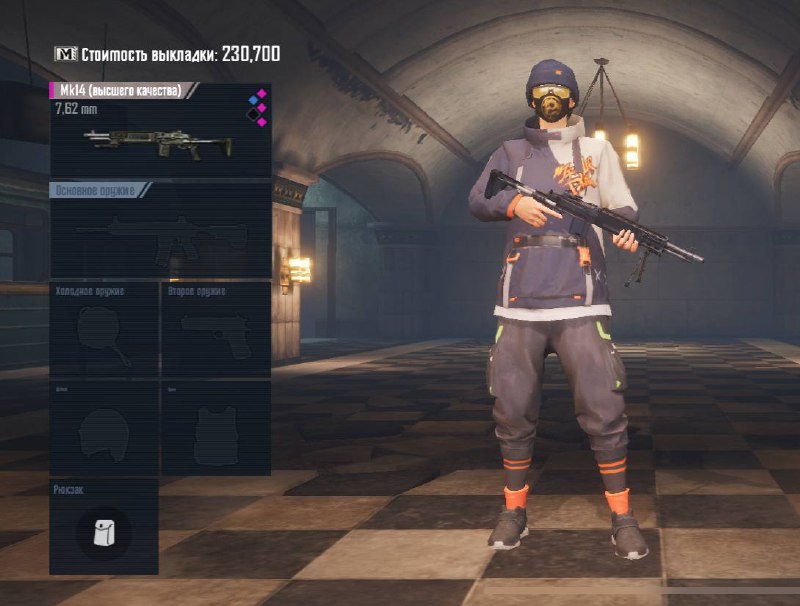 M Стоимость выкладки: 230,700
Mk14 (высшего качества)
7,62 mm
Основное оружие
Холодное оружие
Второе оружие
Рюкзак